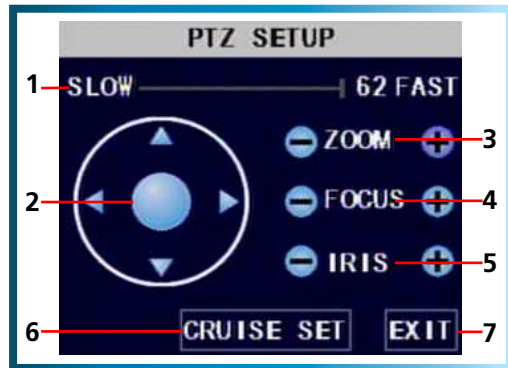 PTZ SETUP
1 SLOW 62 FAST
ZOOM 3
2 FOCUS 4
IRIS 5
6 CRUISE SET EXIT 7